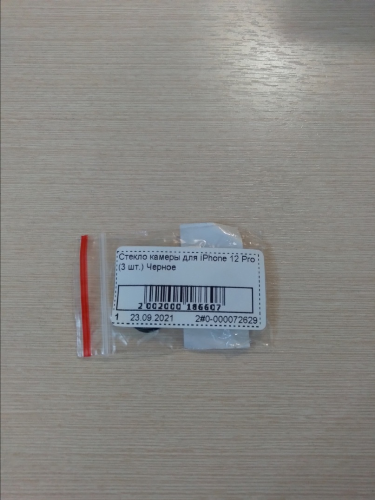 Стекло камеры для iPhone 12 Pro
(3 шт.) Черное
2 002000 186607
1 23.09.2021 2#0-000072629